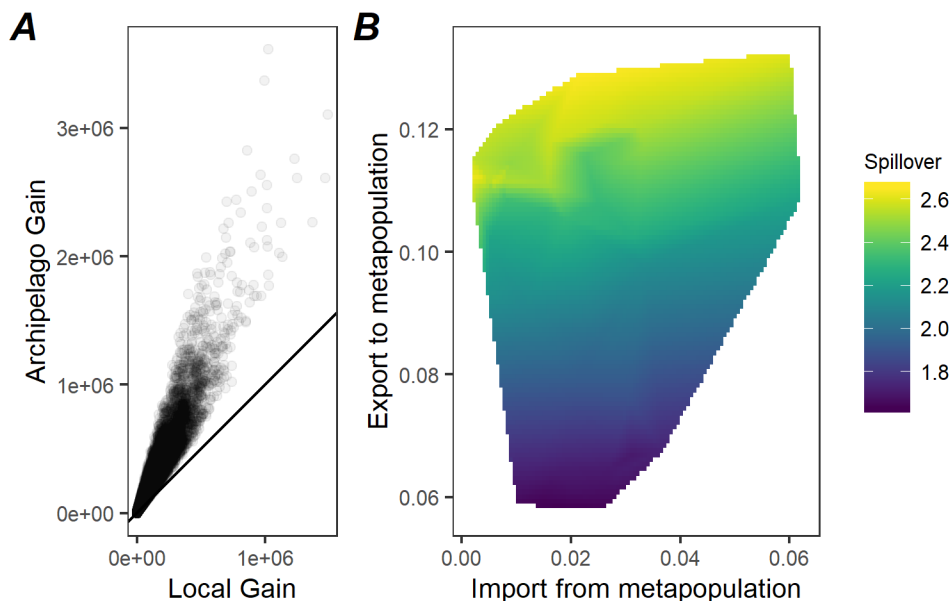 A
Archipelago Gain
3e+06
2e+06
1e+06
0e+00
0e+00
1e+06
Local Gain
B
Export to metapopulation
0.12
0.10
0.08
0.06
0.00
0.02
0.04
0.06
Import from metapopulation
Spillover
2.6
2.4
2.2
2.0
1.8